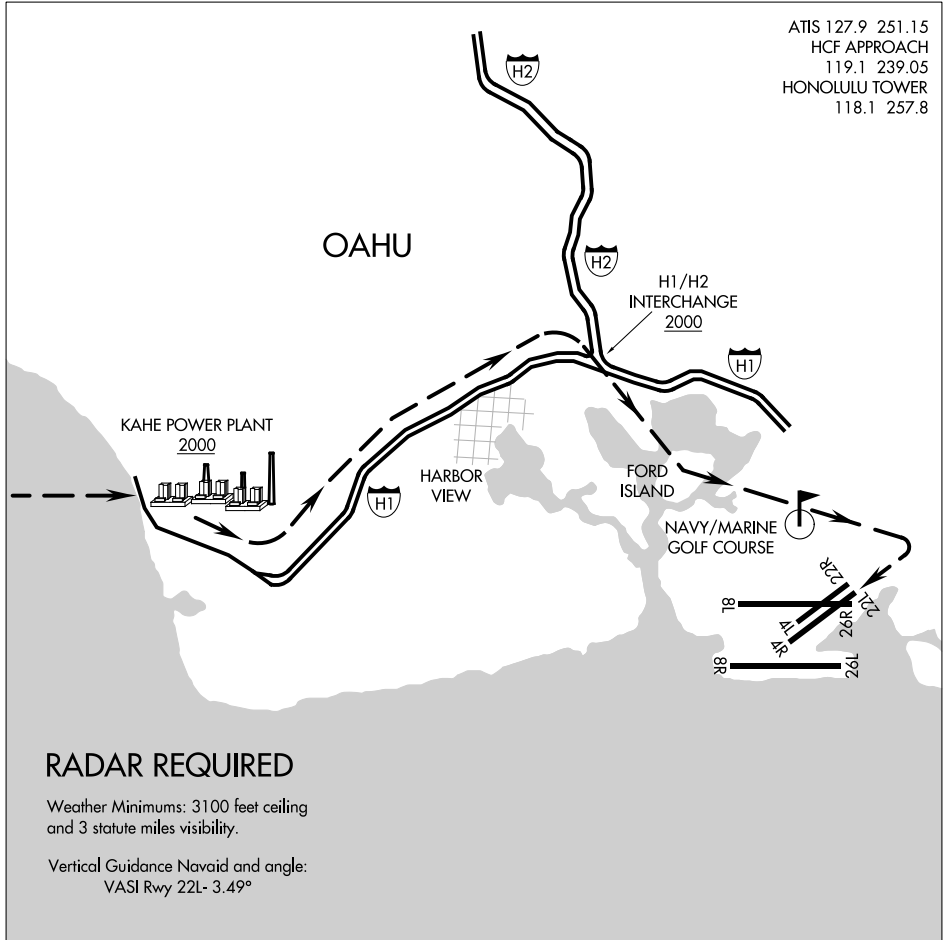 ATIS 127.9 251.15
HCF APPROACH
119.1 239.05
HONOLULU TOWER
118.1 257.8
H2
OAHU
H2
H1/H2
INTERCHANGE
2000
H1
KAHE POWER PLANT
2000
H1
HARBOR
VIEW
FORD
ISLAND
NAVY/MARINE
GOLF COURSE
22R
22L
8L
4L
26R
4R
8R
26L
RADAR REQUIRED
Weather Minimums: 3100 feet ceiling
and 3 statute miles visibility.
Vertical Guidance Navaid and angle:
VASI Rwy 22L- 3.49°